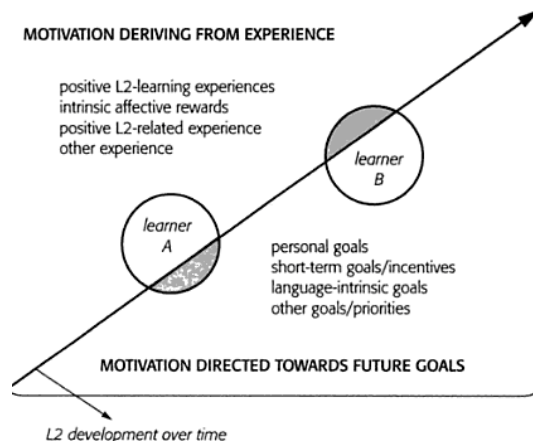 MOTIVATION DERIVING FROM EXPERIENCE
positive L2-learning experiences
intrinsic affective rewards
positive L2-related experience
other experience
learner
B
learner
A
personal goals
short-term goals/incentives
language-intrinsic goals
other goals/priorities
MOTIVATION DIRECTED TOWARDS FUTURE GOALS
L2 development over time